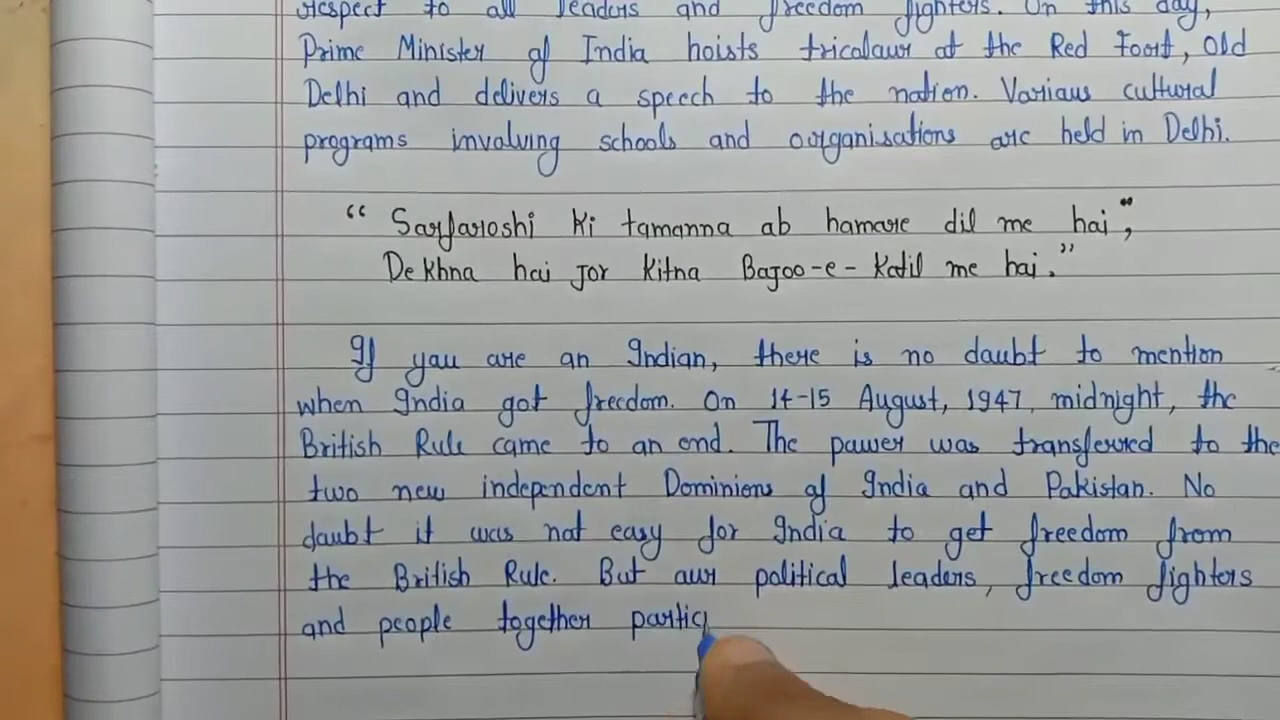 respect to all leaders and freedom fighters. On this day,
Prime Minister of India hoists tricolour at the Red Foort, Old
Delhi and delivers a speech to the nation. Various cultural
programs involving schools and organisations are held in Delhi.
“ Sarfaroshi Ki tamanna ab hamare dil me hai ”,
Dekhna hai jor Kitna Bajoo-e-Katil me hai.”
If you are an Indian, there is no doubt to mention
when India got freedom. On 14-15 August, 1947, midnight, the
British Rule came to an end. The power was transferred to the
two new independent Dominions of India and Pakistan. No
doubt it was not easy for India to get freedom from
the British Rule. But our political leaders, freedom fighters
and people together partic